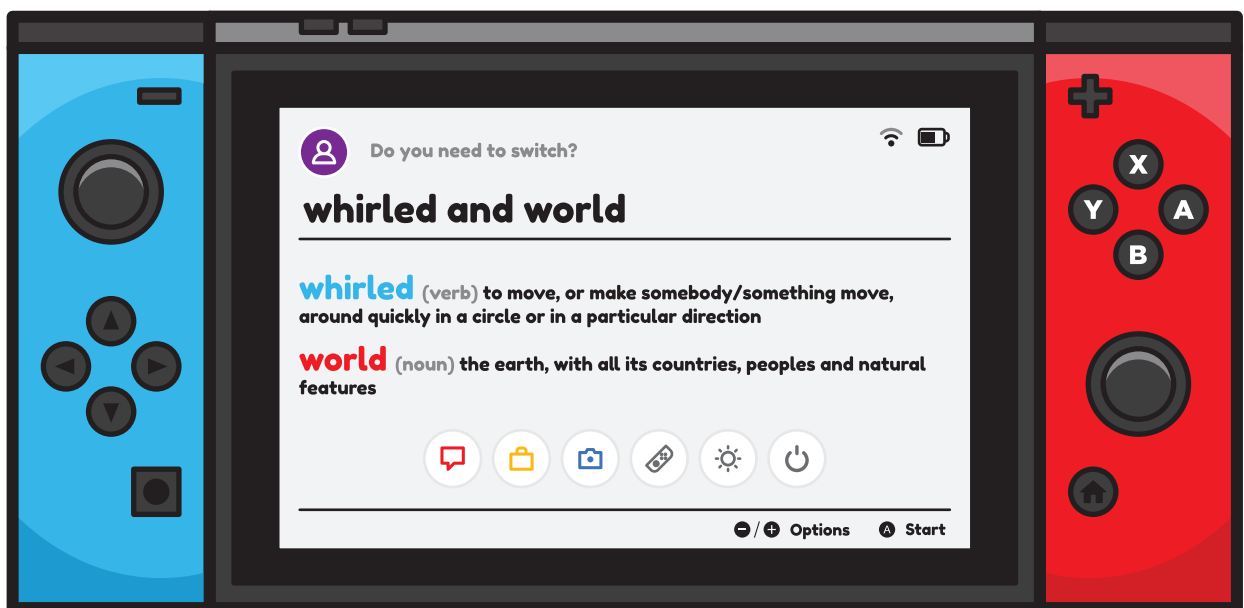 Do you need to switch?
whirled and world
whirled (verb) to move, or make somebody/something move,
around quickly in a circle or in a particular direction
world (noun) the earth, with all its countries, peoples and natural
features
X
Y A
B
/ Options A Start